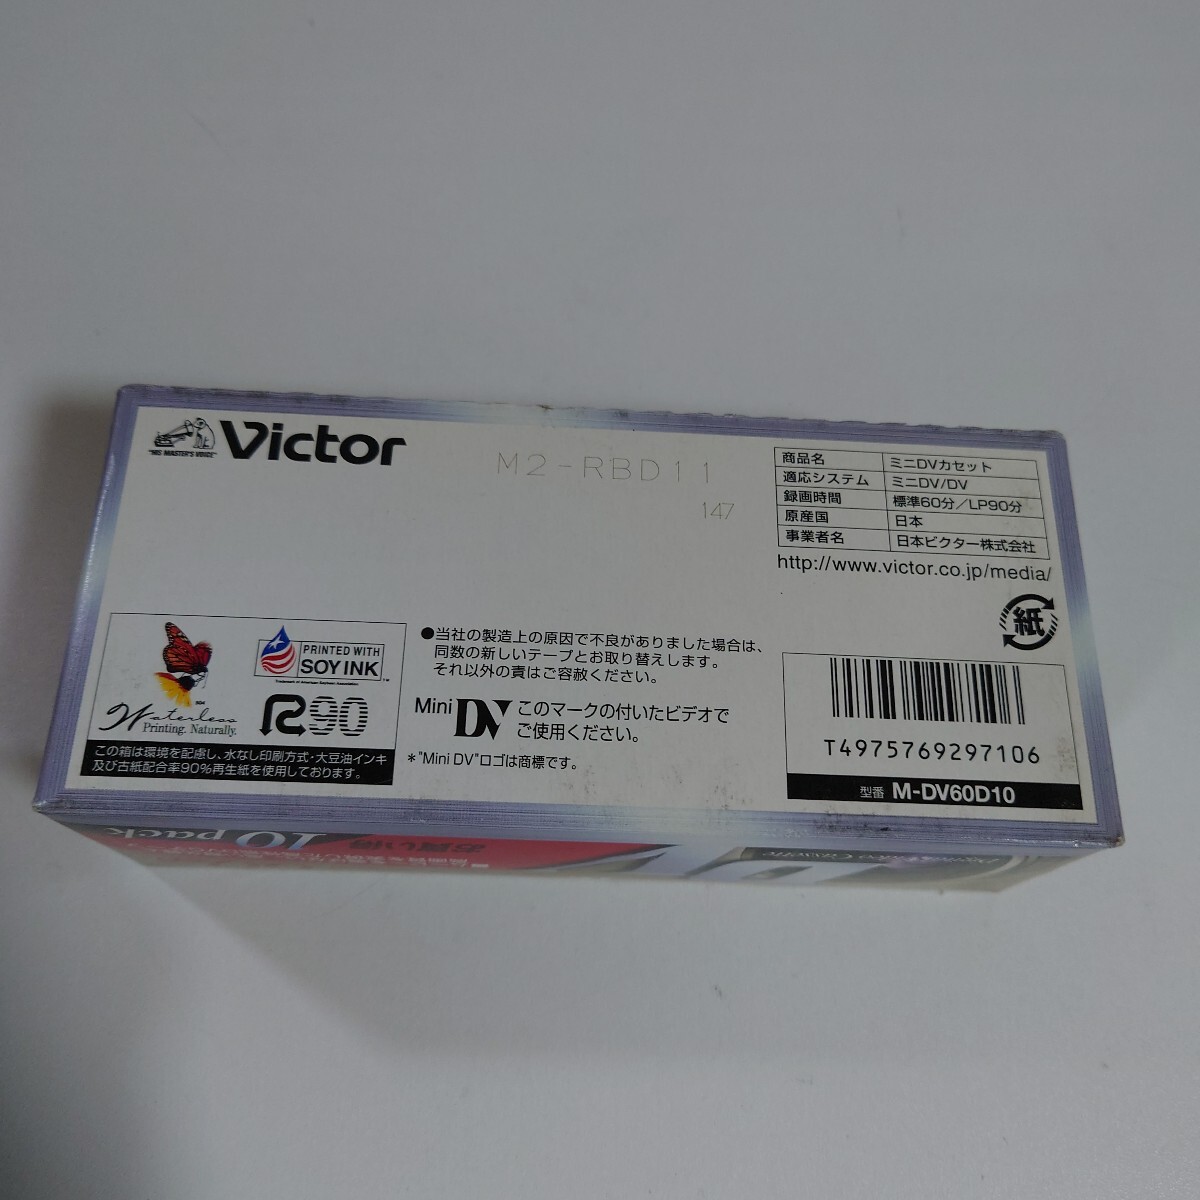 Victor
"HIS MASTER'S VOICE"
M2-RBD11
147
商品名 ミニDVカセット
適応システム ミニDV/DV
録画時間 標準60分／LP90分
原産国 日本
事業者名 日本ビクター株式会社
http://www.victor.co.jp/media/
紙
Waterless
Printing. Naturally.
PRINTED WITH
SOY INK
TM
R90
この箱は環境を配慮し、水なし印刷方式・大豆油インキ
及び古紙配合率90％再生紙を使用しております。
●当社の製造上の原因で不良がありました場合は、
同数の新しいテープとお取り替えします。
それ以外の責はご容赦ください。
Mini DV このマークの付いたビデオで
ご使用ください。
＊"Mini DV"ロゴは商標です。
T4975769297106
型番 M-DV60D10
10 pack
お買い得
Digital Video Cassette